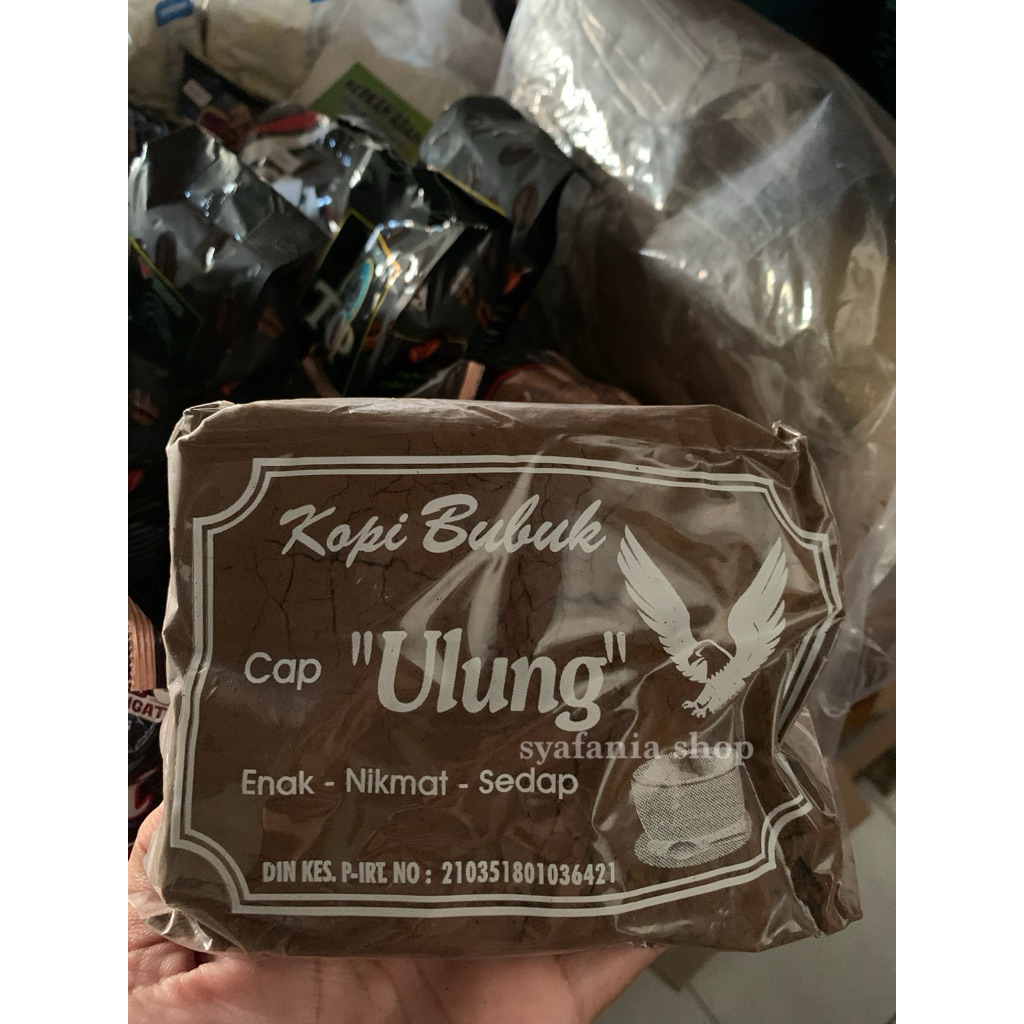 Kopi Bubuk
Cap "Ulung"
syafania shop
Enak - Nikmat - Sedap
DIN KES. P-IRT. NO : 210351801036421